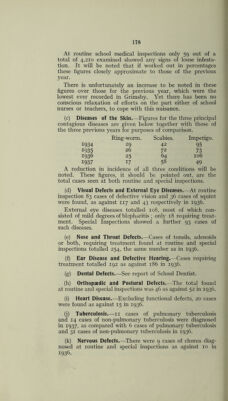 178
At routine school medical inspections only 59 out of a
total of 4,210 examined showed any signs of louse infesta-
tion. It will be noted that if worked out in percentages
these figures closely approximate to those of the previous
year.
There is unfortunately an increase to be noted in these
figures over those for the previous year, which were the
lowest ever recorded in Grimsby. Yet there has been no
conscious relaxation of efforts on the part either of school
nurses or teachers, to cope with this nuisance.
(c) Diseases of the Skin.—Figures for the three principal
contagious diseases are given below together with those of
the three previous years for purposes of comparison.
Ring-worm. Scabies. Impetigo.
1934 29 42 95
1935 26 72 73
1936 25 64 106
1937 17 58 49
A reduction in incidence of all three conditions will be
noted. These figures, it should be pointed out, are the
total cases seen at both routine and special inspections.
(d) Visual Defects and External Eye Diseases.—At routine
inspection 83 cases of defective vision and 36 cases of squint
were found, as against 127 and 43 respectively in 1936.
External eye diseases totalled 106, most of which con-
sisted of mild degrees of blepharitis ; only 18 requiring treat-
ment. Special Inspections showed a further 95 cases of
such diseases.
(e) Nose and Throat Defects.—Cases of tonsils, adenoids
or both, requiring treatment found at routine and special
inspections totalled 254, the same number as in 1936.
(f) Ear Disease and Defective Hearing.—Cases requiring
treatment totalled 192 as against 186 in 1936.
(g) Dental Defects.—See report of School Dentist.
(h) Orthopædic and Postural Defects.—The total found
at routine and special inspections was 46 as against 52 in 1936.
(i) Heart Disease.—Excluding functional defects, 20 cases
were found as against 15 in 1936.
(j) Tuberculosis.—11 cases of pulmonary tuberculosis
and 14 cases of non-pulmonary tuberculosis were diagnosed
in 1937, as compared with 6 cases of pulmonary tuberculosis
and 31 cases of non-pulmonary tuberculosis in 1936.
(k) Nervous Defects.—There were 9 cases of chorea diag-
nosed at routine and special inspections as against 10 in
1936.